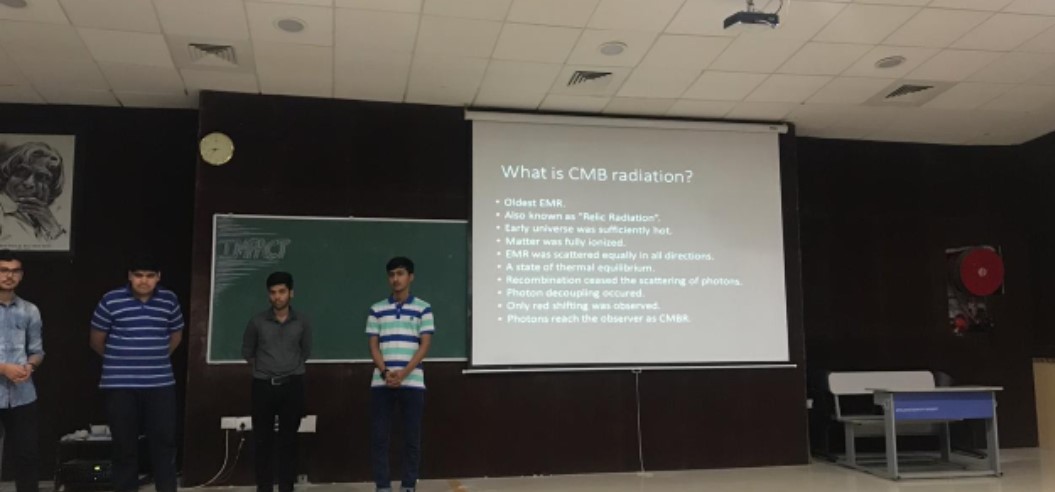 IMPACT
What is CMB radiation?
• Oldest EMR.
• Also known as "Relic Radiation".
• Early universe was sufficiently hot.
• Matter was fully ionized.
• EMR was scattered equally in all directions.
• A state of thermal equilibrium.
• Recombination ceased the scattering of photons.
• Photon decoupling occured.
• Only red shifting was observed.
• Photons reach the observer as CMBR.